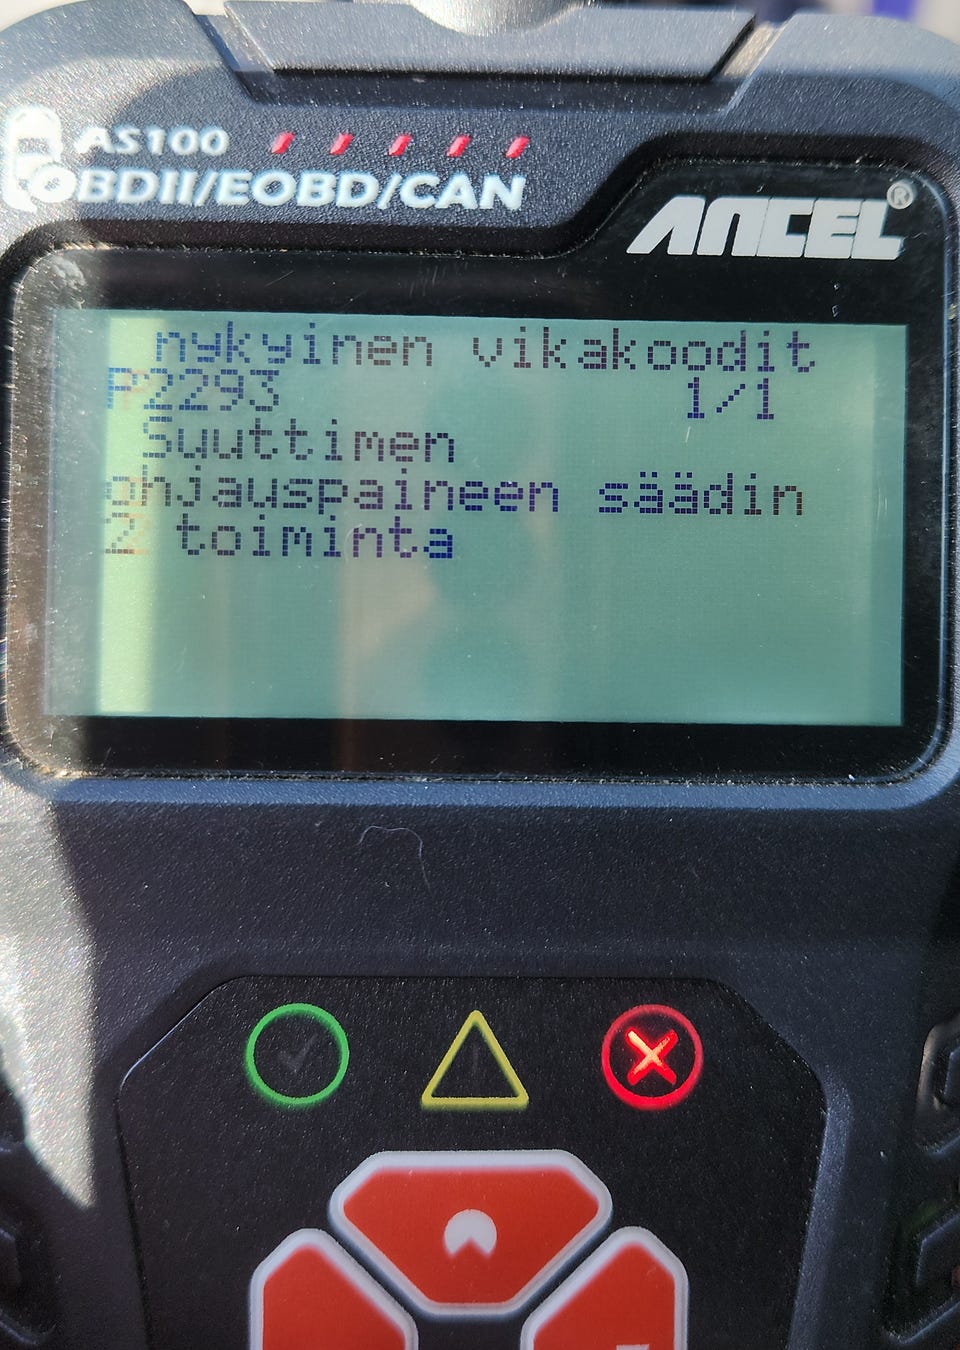 AS100
OBDII/EOBD/CAN
ANCEL®
nykyinen vikakoodit
P2293 1/1
Suuttimen
ohjauspaineen säädin
2 toiminta